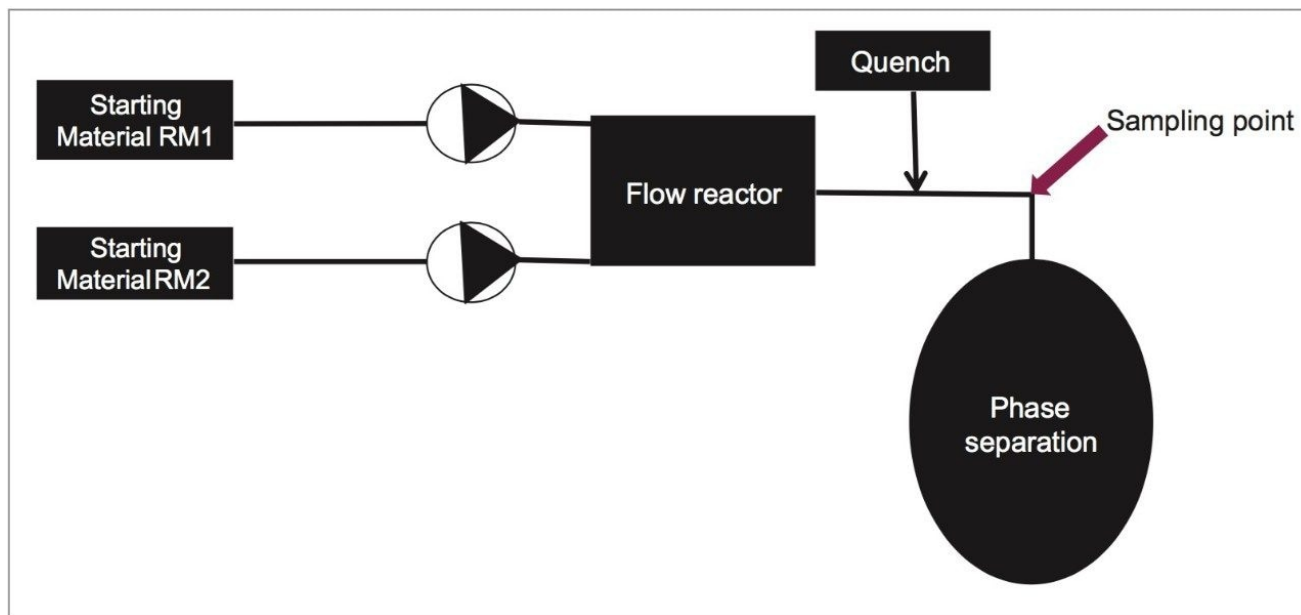 Starting
Material RM1
Quench
Sampling point
Flow reactor
Starting
Material RM2
Phase
separation